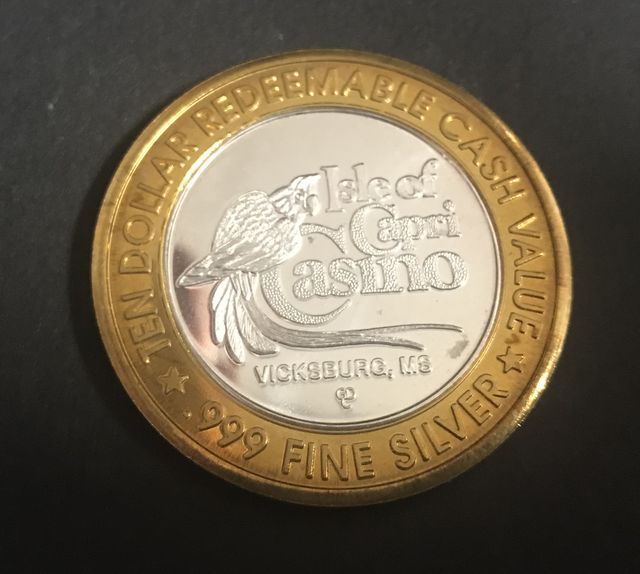 TEN DOLLAR REDEEMABLE CASH VALUE
Isle of
Capri
Casino
VICKSBURG, MS
.999 FINE SILVER